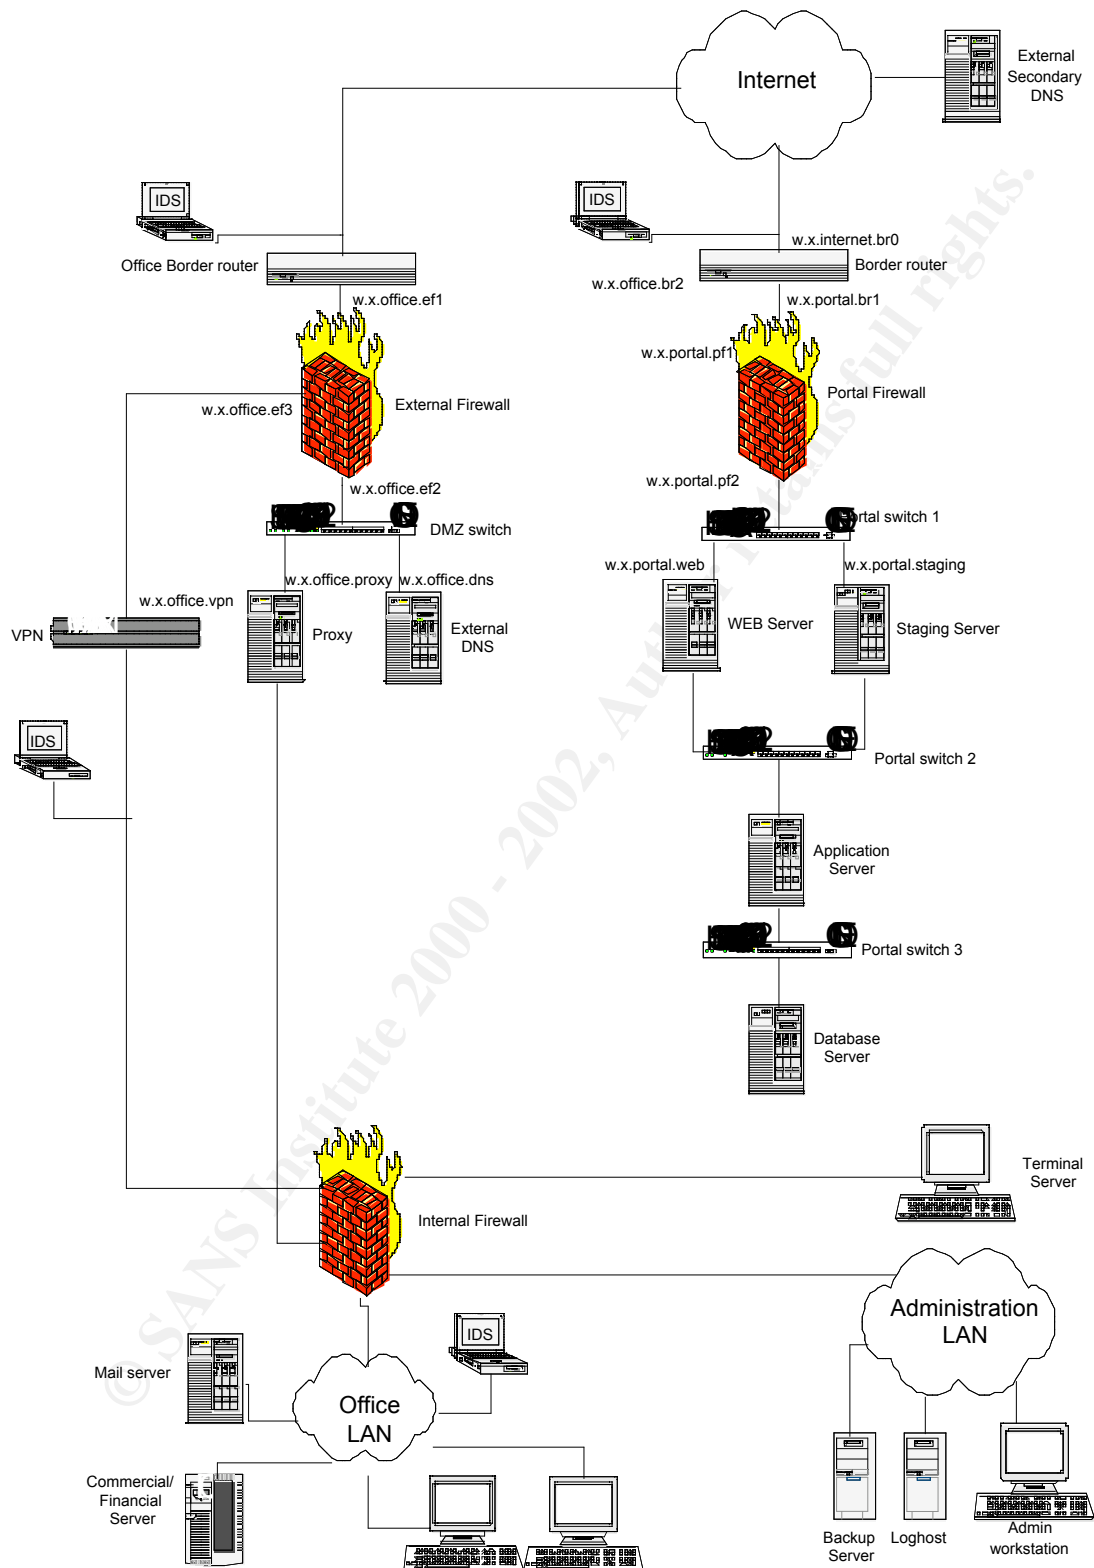 Internet
External
Secondary
DNS
IDS
IDS
w.x.internet.br0
Office Border router
Border router
w.x.office.br2
w.x.office.ef1
w.x.portal.br1
w.x.portal.pf1
Portal Firewall
w.x.office.ef3
External Firewall
w.x.office.ef2
w.x.portal.pf2
DMZ switch
Portal switch 1
w.x.portal.web
w.x.portal.staging
w.x.office.proxy
w.x.office.dns
w.x.office.vpn
VPN
Proxy
External
DNS
WEB Server
Staging Server
IDS
Portal switch 2
Application
Server
Portal switch 3
Database
Server
Terminal
Server
Internal Firewall
Administration
LAN
IDS
Mail server
Office
LAN
Commercial/
Financial
Server
Backup
Server
Loghost
Admin
workstation
© SANS Institute 2000 - 2002, Author retains full rights.